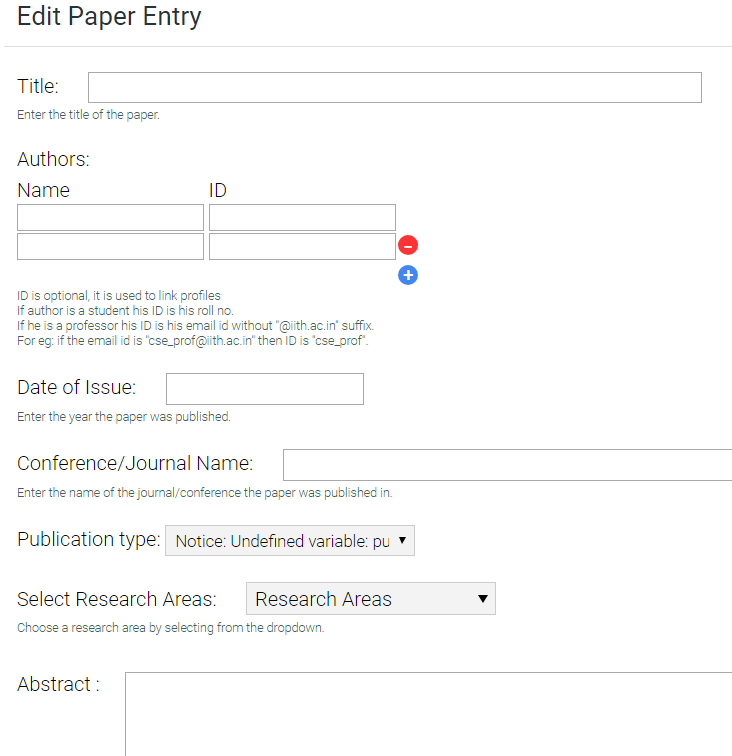 Edit Paper Entry
Title:
Enter the title of the paper.
Authors:
Name ID
ID is optional, it is used to link profiles
If author is a student his ID is his roll no.
If he is a professor his ID is his email id without "@iith.ac.in" suffix.
For eg: if the email id is "cse_prof@iith.ac.in" then ID is "cse_prof".
Date of Issue:
Enter the year the paper was published.
Conference/Journal Name:
Enter the name of the journal/conference the paper was published in.
Publication type: Notice: Undefined variable: pu
Select Research Areas: Research Areas
Choose a research area by selecting from the dropdown.
Abstract :